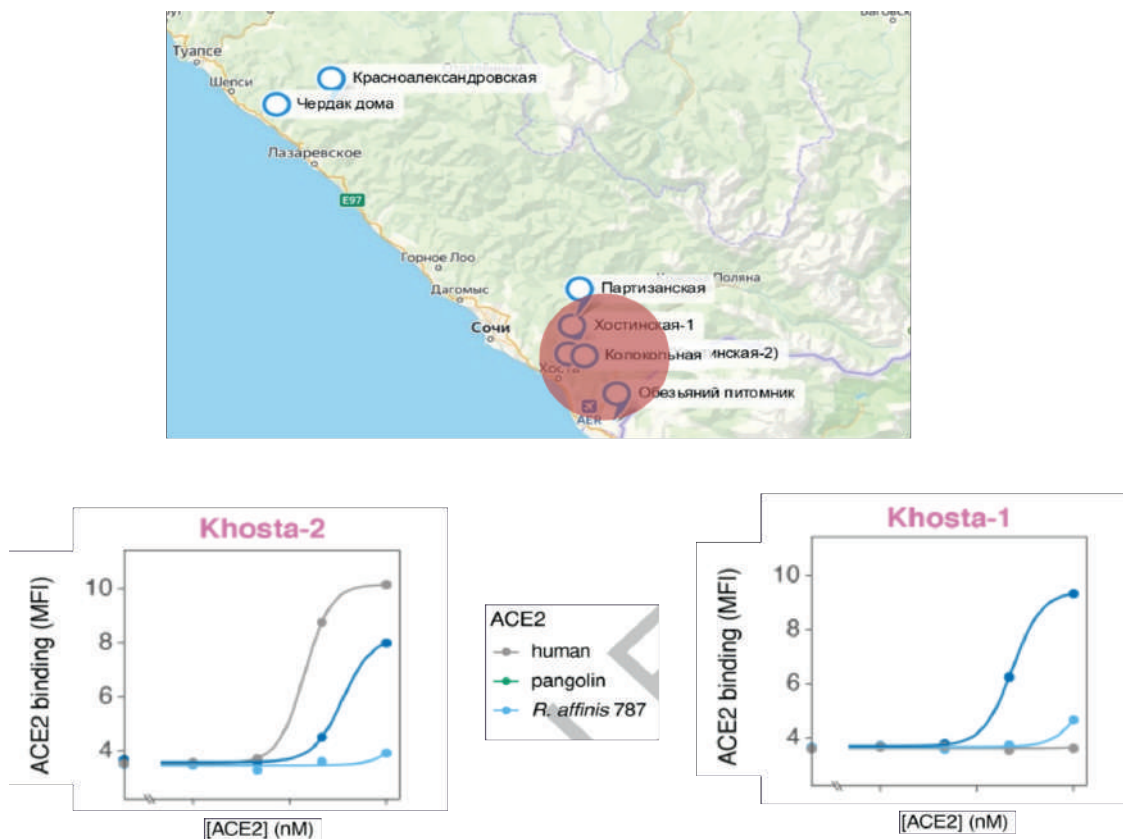 Туапсе
Шепси
Красноалександровская
Чердак дома
Лазаревское
E97
Горное Лоо
Дагомыс
Сочи
Поляна
Партизанская
Хостинская-1
Колокольная инская-2)
Хоста
Обезьяний питомник
AER
Khosta-2
ACE2 binding (MFI)
10
8
6
4
[ACE2] (nM)
ACE2
human
pangolin
R. affinis 787
Khosta-1
ACE2 binding (MFI)
10
8
6
4
[ACE2] (nM)